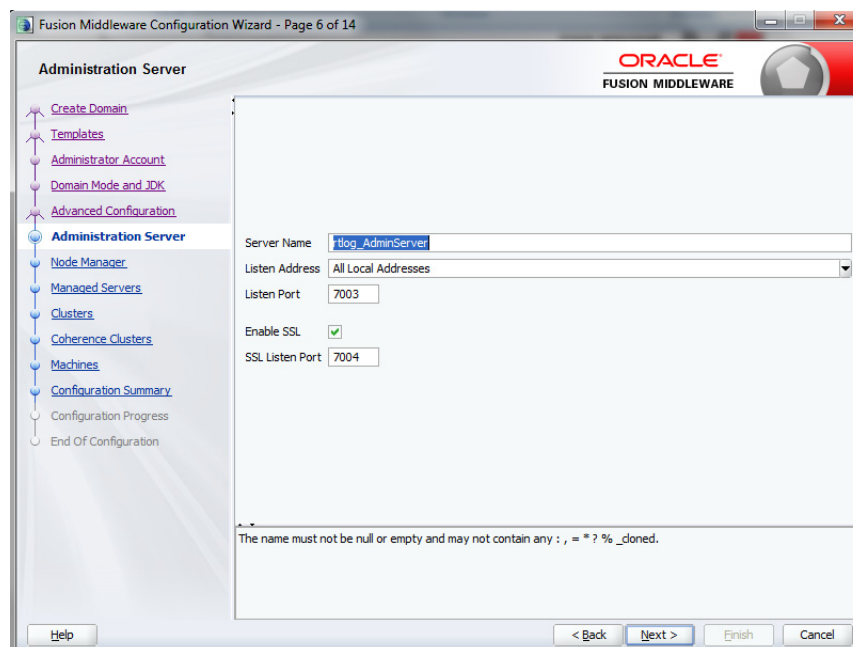 Fusion Middleware Configuration Wizard - Page 6 of 14
Administration Server
ORACLE
FUSION MIDDLEWARE
Create Domain
Templates
Administrator Account
Domain Mode and JDK
Advanced Configuration
Administration Server
Node Manager
Managed Servers
Clusters
Coherence Clusters
Machines
Configuration Summary
Configuration Progress
End Of Configuration
Server Name rtlog_AdminServer
Listen Address All Local Addresses
Listen Port 7003
Enable SSL
SSL Listen Port 7004
The name must not be null or empty and may not contain any : , = * ? % _cloned.
Help < Back Next > Finish Cancel